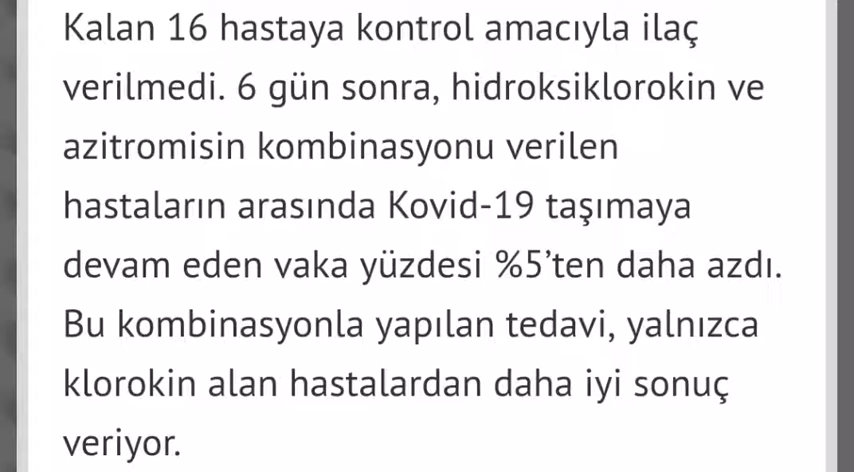 Kalan 16 hastaya kontrol amacıyla ilaç
verilmedi. 6 gün sonra, hidroksiklorokin ve
azitromisin kombinasyonu verilen
hastaların arasında Kovid-19 taşımaya
devam eden vaka yüzdesi %5’ten daha azdı.
Bu kombinasyonla yapılan tedavi, yalnızca
klorokin alan hastalardan daha iyi sonuç
veriyor.